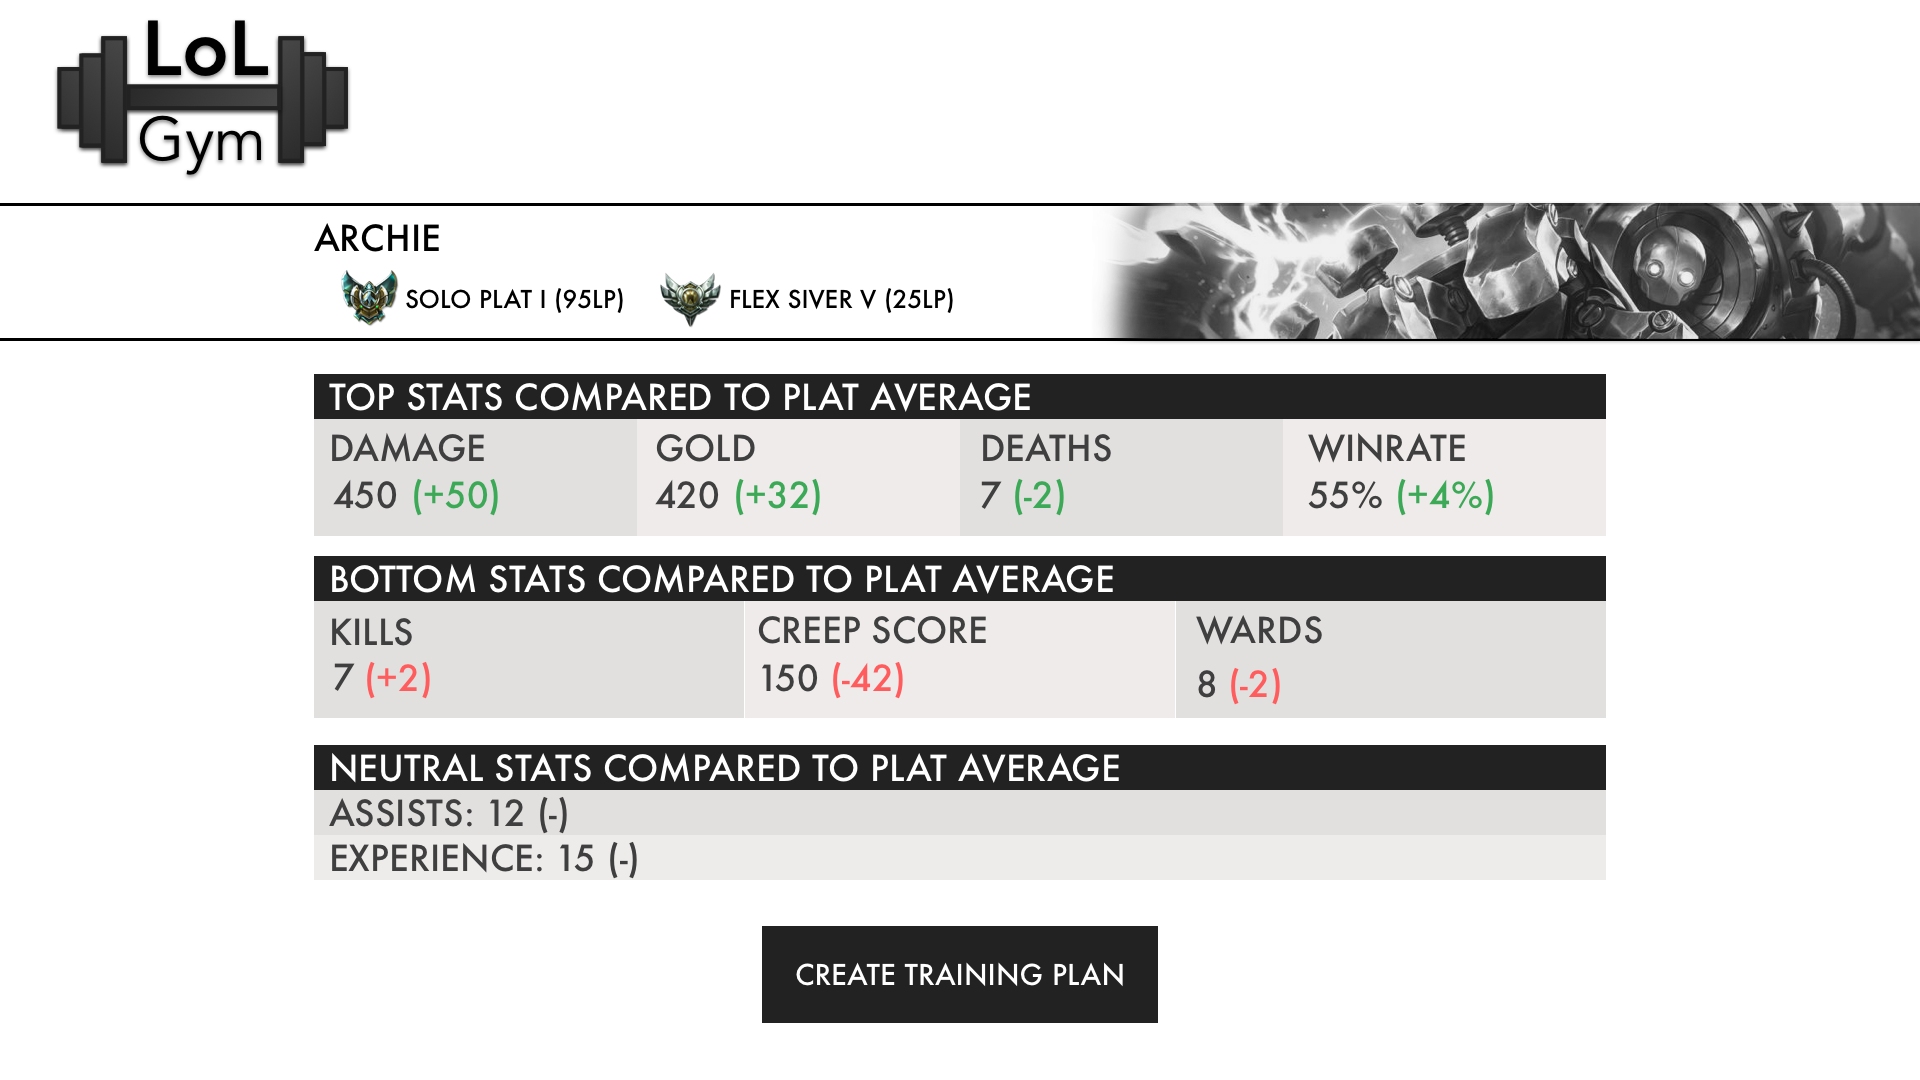 LoL
Gym
ARCHIE
SOLO PLAT I (95LP) FLEX SIVER V (25LP)
TOP STATS COMPARED TO PLAT AVERAGE
DAMAGE GOLD DEATHS WINRATE
450 (+50) 420 (+32) 7 (-2) 55% (+4%)
BOTTOM STATS COMPARED TO PLAT AVERAGE
KILLS CREEP SCORE WARDS
7 (+2) 150 (-42) 8 (-2)
NEUTRAL STATS COMPARED TO PLAT AVERAGE
ASSISTS: 12 (-)
EXPERIENCE: 15 (-)
CREATE TRAINING PLAN